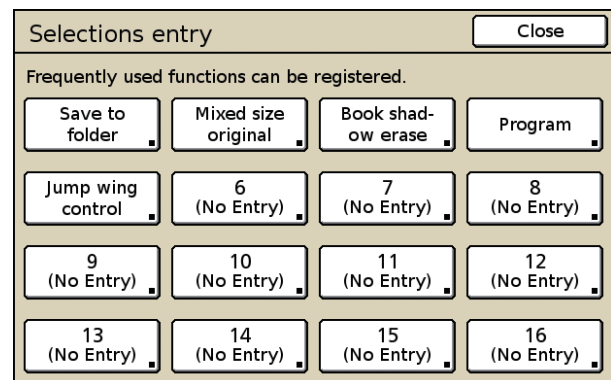 Selections entry
Close
Frequently used functions can be registered.
Save to
folder
Mixed size
original
Book shad-
ow erase
Program
Jump wing
control
6
(No Entry)
7
(No Entry)
8
(No Entry)
9
(No Entry)
10
(No Entry)
11
(No Entry)
12
(No Entry)
13
(No Entry)
14
(No Entry)
15
(No Entry)
16
(No Entry)